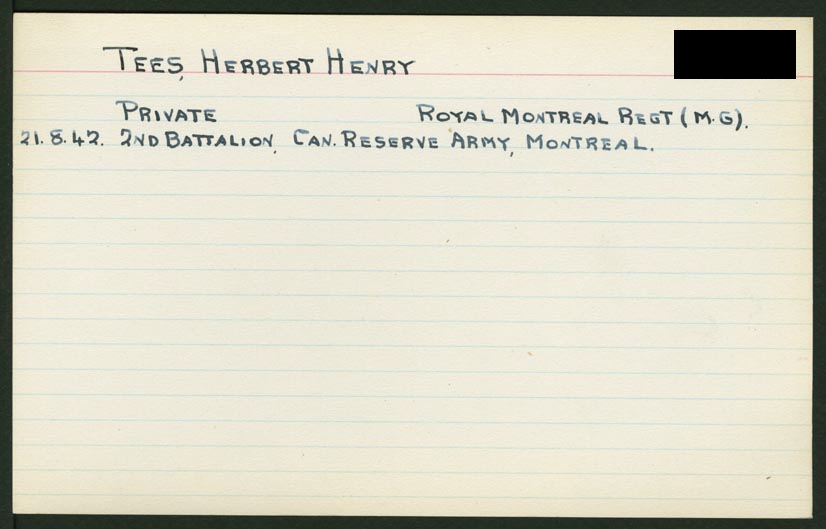 TEES, HERBERT HENRY
PRIVATE ROYAL MONTREAL REGT (M.G).
21.8.42. 2ND BATTALION, CAN. RESERVE ARMY, MONTREAL.